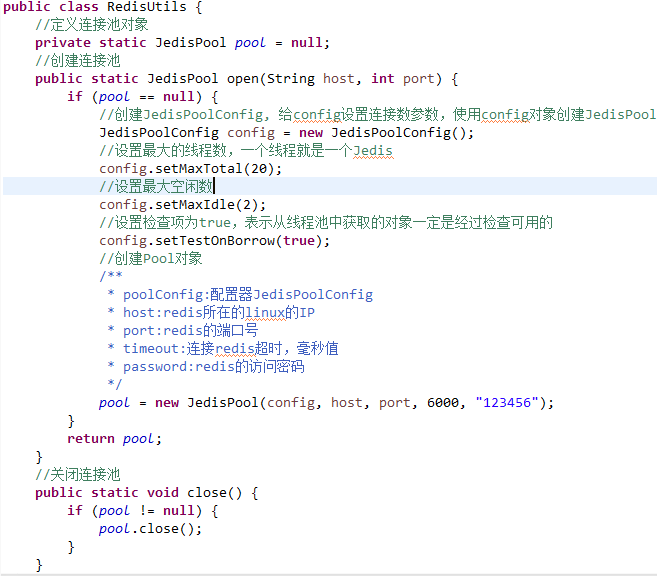 public class RedisUtils {
//定义连接池对象
private static JedisPool pool = null;
//创建连接池
public static JedisPool open(String host, int port) {
if (pool == null) {
//创建JedisPoolConfig, 给config设置连接数参数，使用config对象创建JedisPool
JedisPoolConfig config = new JedisPoolConfig();
//设置最大的线程数，一个线程就是一个Jedis
config.setMaxTotal(20);
//设置最大空闲数
config.setMaxIdle(2);
//设置检查项为true，表示从线程池中获取的对象一定是经过检查可用的
config.setTestOnBorrow(true);
//创建Pool对象
/**
* poolConfig:配置器JedisPoolConfig
* host:redis所在的linux的IP
* port:redis的端口号
* timeout:连接redis超时，毫秒值
* password:redis的访问密码
*/
pool = new JedisPool(config, host, port, 6000, "123456");
}
return pool;
}
//关闭连接池
public static void close() {
if (pool != null) {
pool.close();
}
}